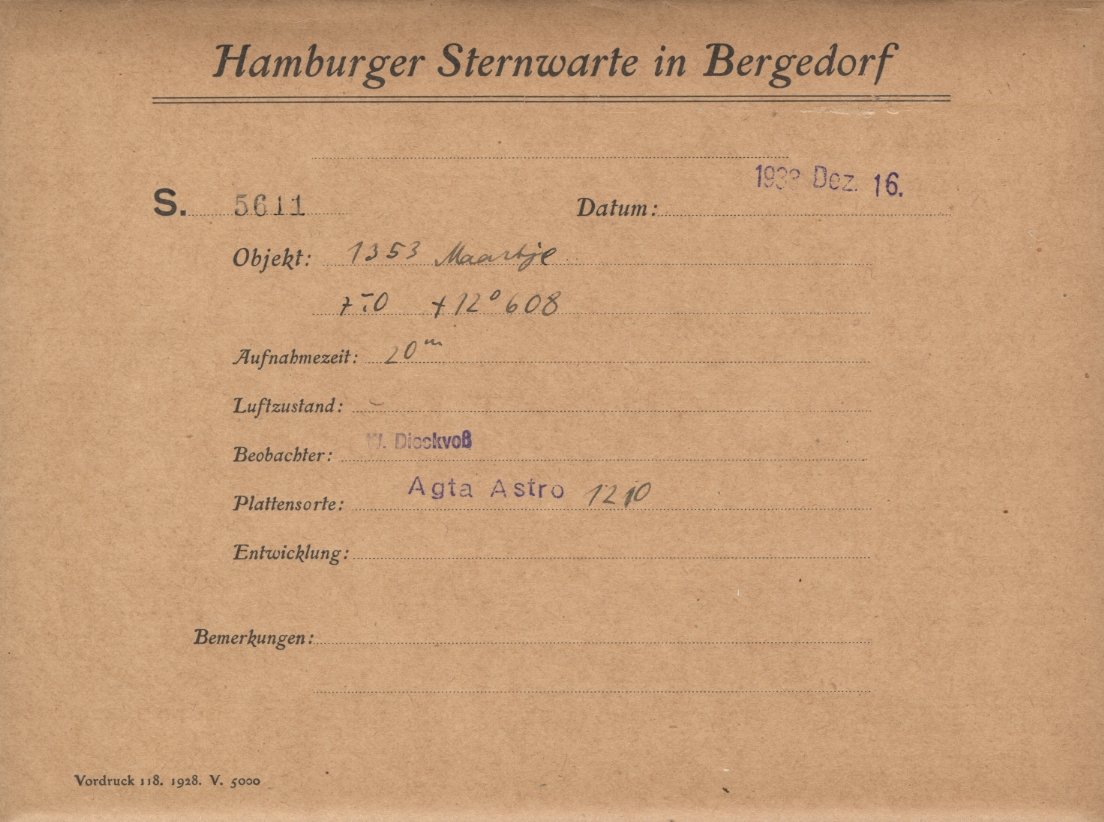 Hamburger Sternwarte in Bergedorf
S. 5611 Datum: Dez. 16.
Objekt: 1353 Maartje
+12° 608
Aufnahmezeit: 20 m
Luftzustand: -
Beobachter: W. Dieckvoß
Plattensorte: Agfa Astro 1210
Entwicklung:
Bemerkungen:
Vordruck 118. 1928. V. 5000